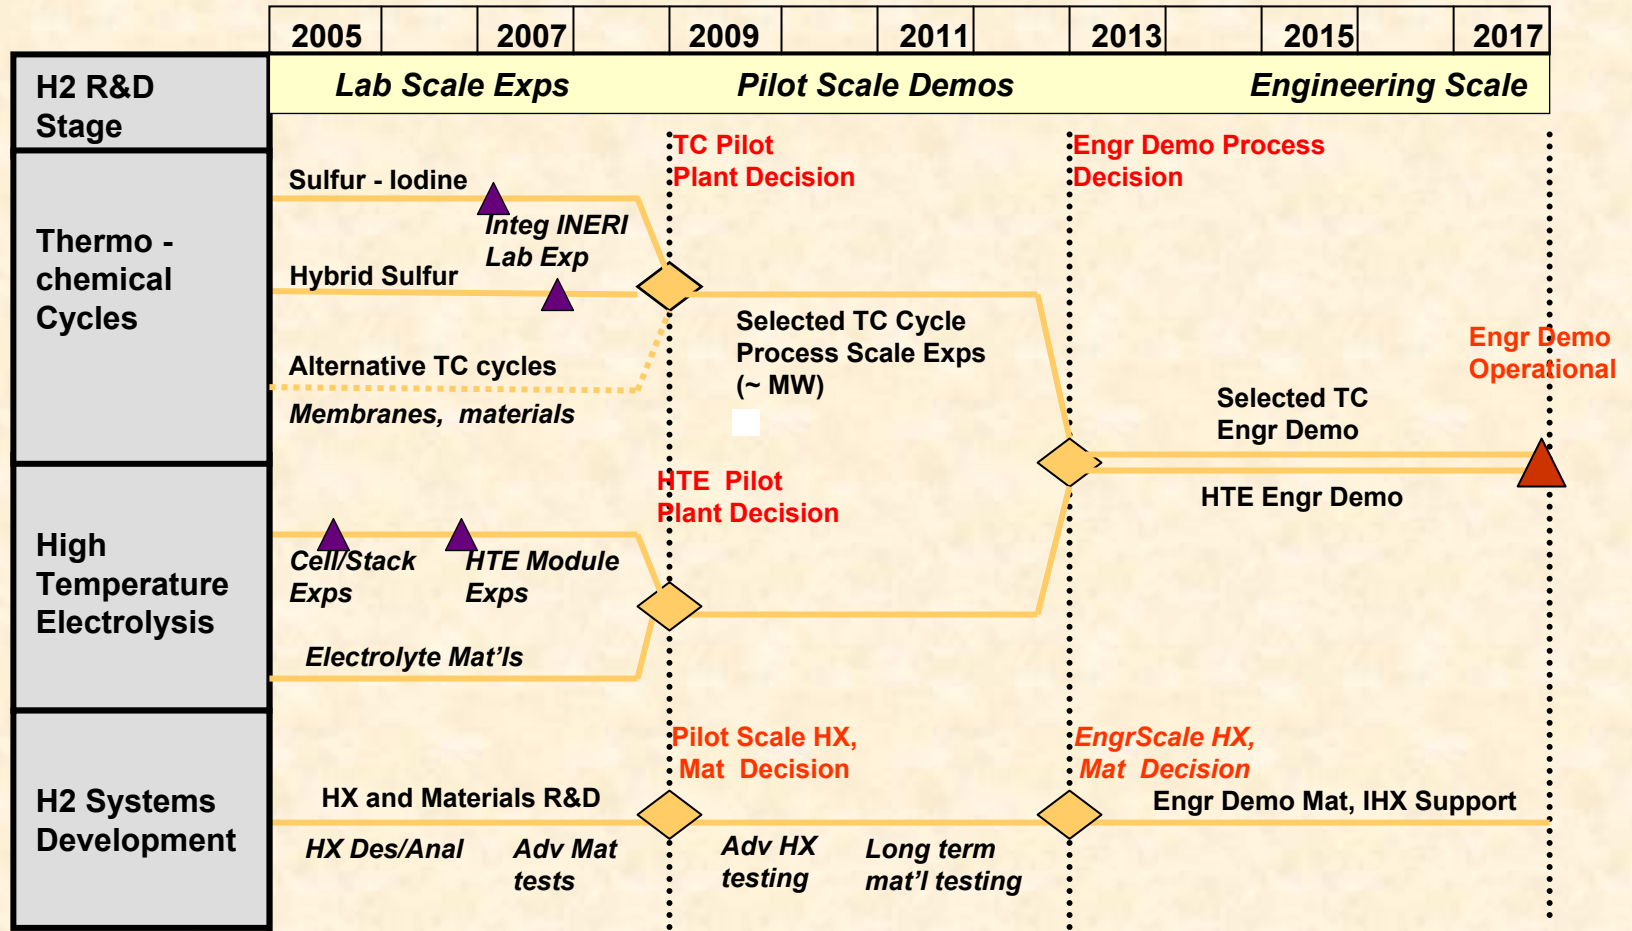 2005 2007 2009 2011 2013 2015 2017
H2 R&D
Stage
Lab Scale Exps
Pilot Scale Demos
Engineering Scale
Thermo -
chemical
Cycles
Sulfur - Iodine
Integ INERI
Lab Exp
Hybrid Sulfur
Alternative TC cycles
Membranes, materials
TC Pilot
Plant Decision
Selected TC Cycle
Process Scale Exps
(~ MW)
Engr Demo Process
Decision
Engr Demo
Operational
Selected TC
Engr Demo
HTE Engr Demo
High
Temperature
Electrolysis
Cell/Stack
Exps
HTE Module
Exps
Electrolyte Mat'ls
HTE Pilot
Plant Decision
H2 Systems
Development
HX and Materials R&D
HX Des/Anal
Adv Mat
tests
Pilot Scale HX,
Mat Decision
Adv HX
testing
Long term
mat'l testing
EngrScale HX,
Mat Decision
Engr Demo Mat, IHX Support